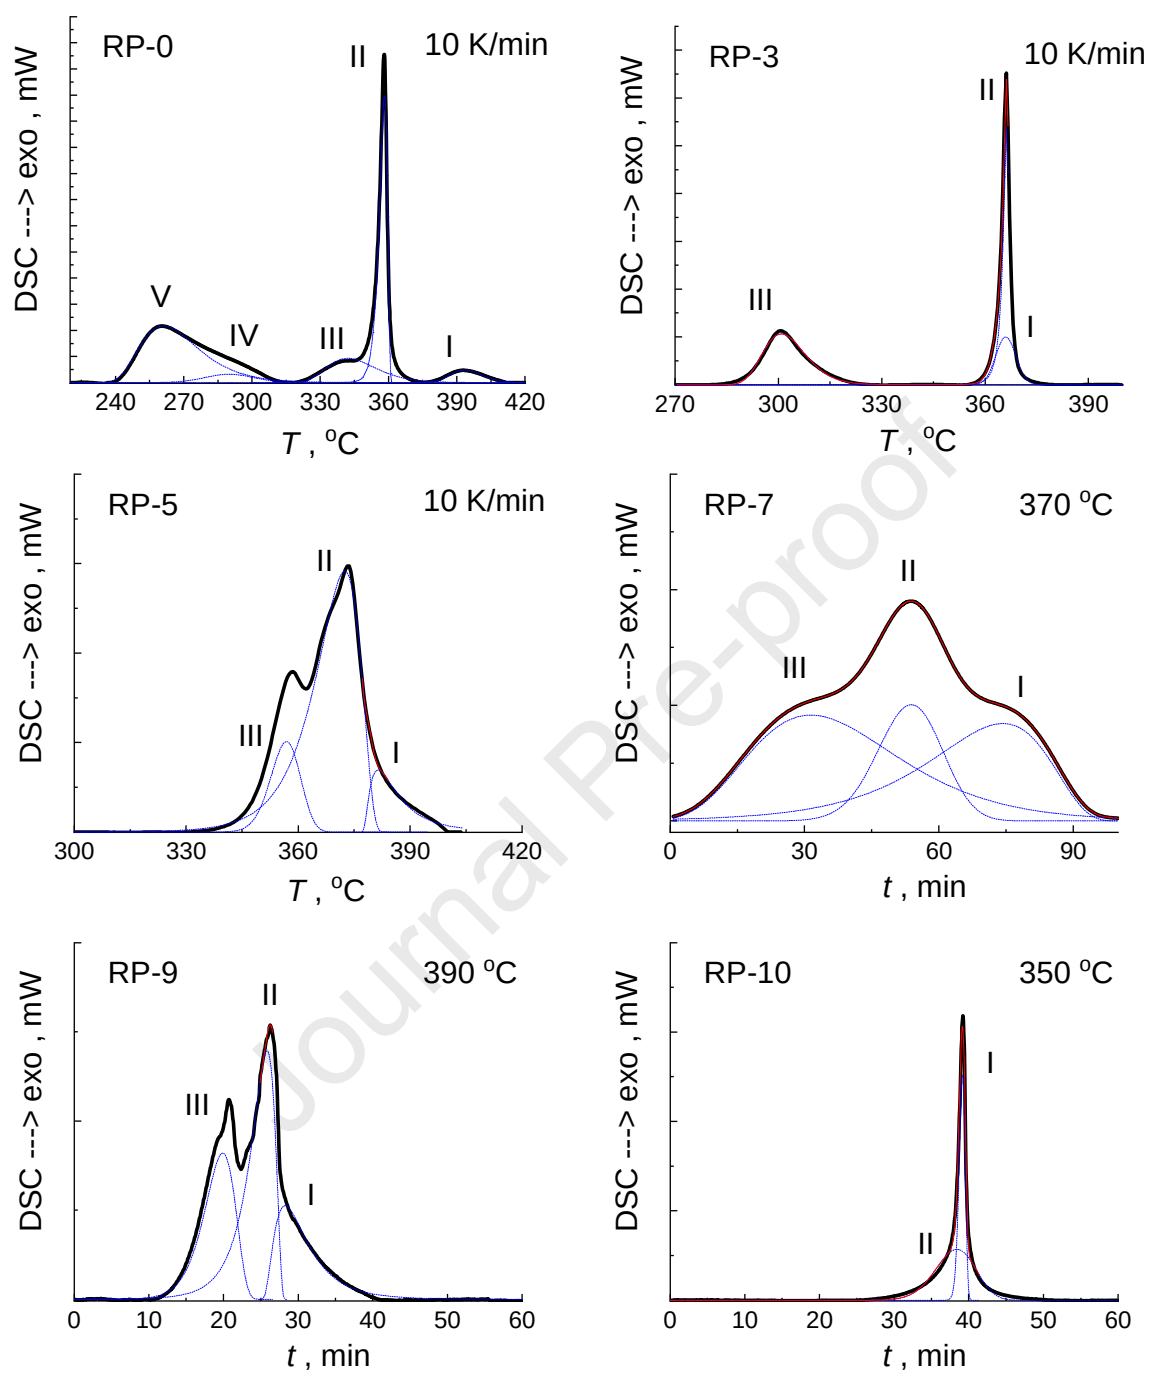 RP-0
10 K/min
II
V
IV
III
I
DSC ---> exo , mW
240 270 300 330 360 390 420
T , °C
RP-3
10 K/min
II
III
I
DSC ---> exo , mW
270 300 330 360 390
T , °C
RP-5
10 K/min
II
III
I
DSC ---> exo , mW
300 330 360 390 420
T , °C
RP-7
370 °C
II
III
I
DSC ---> exo , mW
0 30 60 90
t , min
RP-9
390 °C
II
III
I
DSC ---> exo , mW
0 10 20 30 40 50 60
t , min
RP-10
350 °C
I
II
DSC ---> exo , mW
0 10 20 30 40 50 60
t , min
Journal Pre-proof